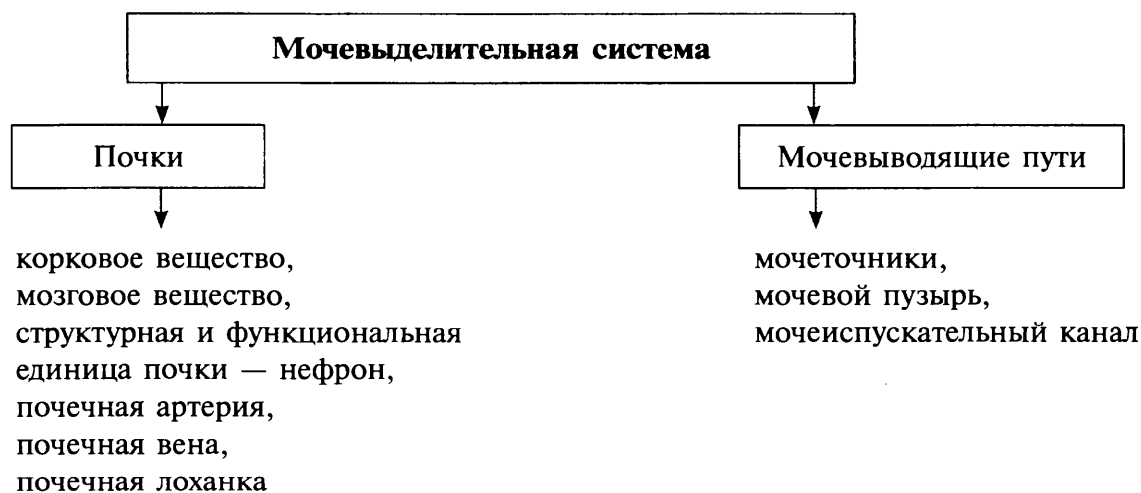 Мочевыделительная система
Почки
Мочевыводящие пути
корковое вещество,
мозговое вещество,
структурная и функциональная
единица почки — нефрон,
почечная артерия,
почечная вена,
почечная лоханка
мочеточники,
мочевой пузырь,
мочеиспускательный канал